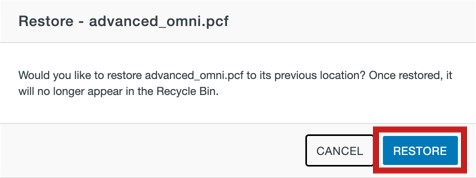 Restore - advanced_omni.pcf
Would you like to restore advanced_omni.pcf to its previous location? Once restored, it
will no longer appear in the Recycle Bin.
CANCEL RESTORE